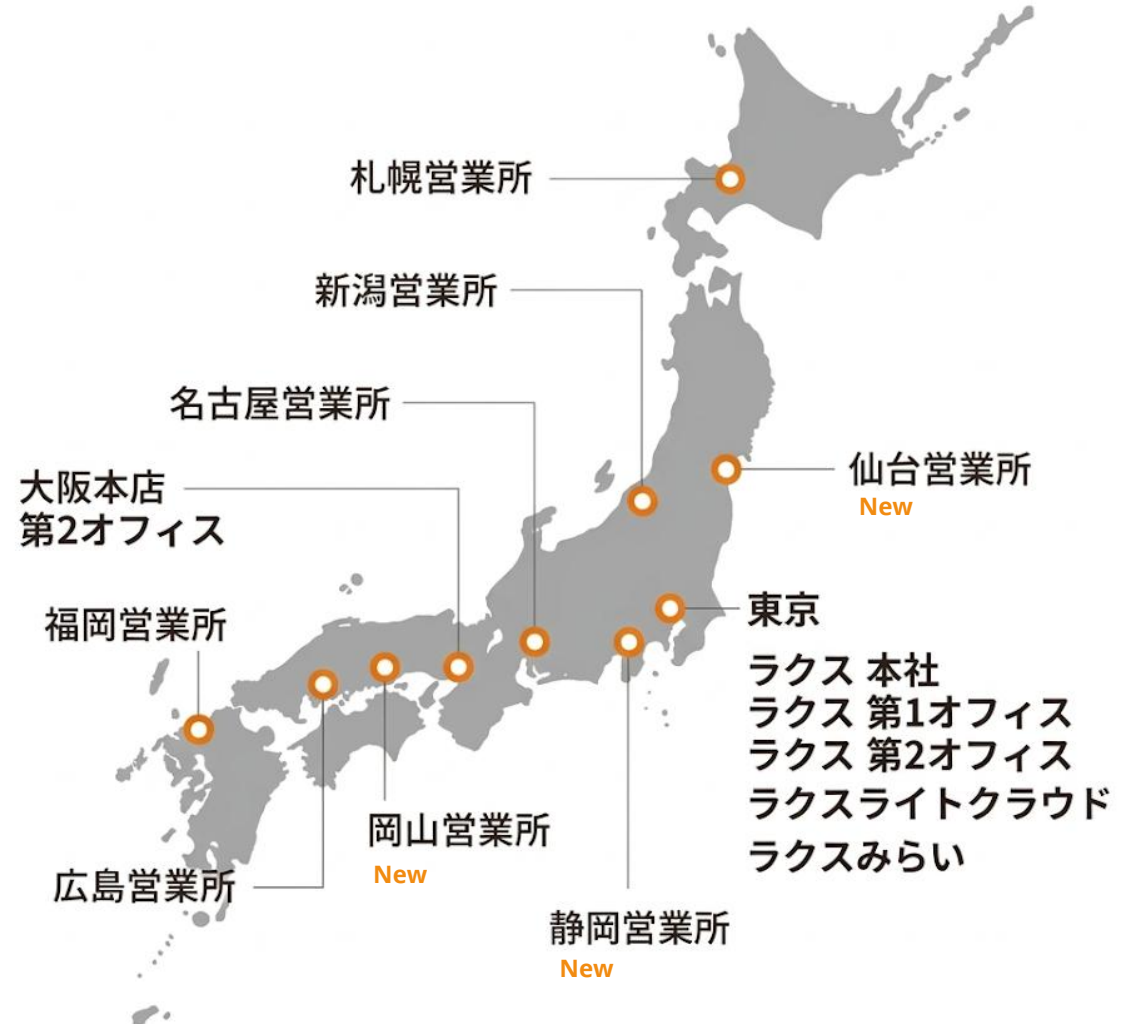 札幌営業所
新潟営業所
名古屋営業所
大阪本店
第2オフィス
福岡営業所
仙台営業所
New
東京
ラクス 本社
ラクス 第1オフィス
ラクス 第2オフィス
ラクスライトクラウド
ラクスみらい
岡山営業所
New
広島営業所
静岡営業所
New